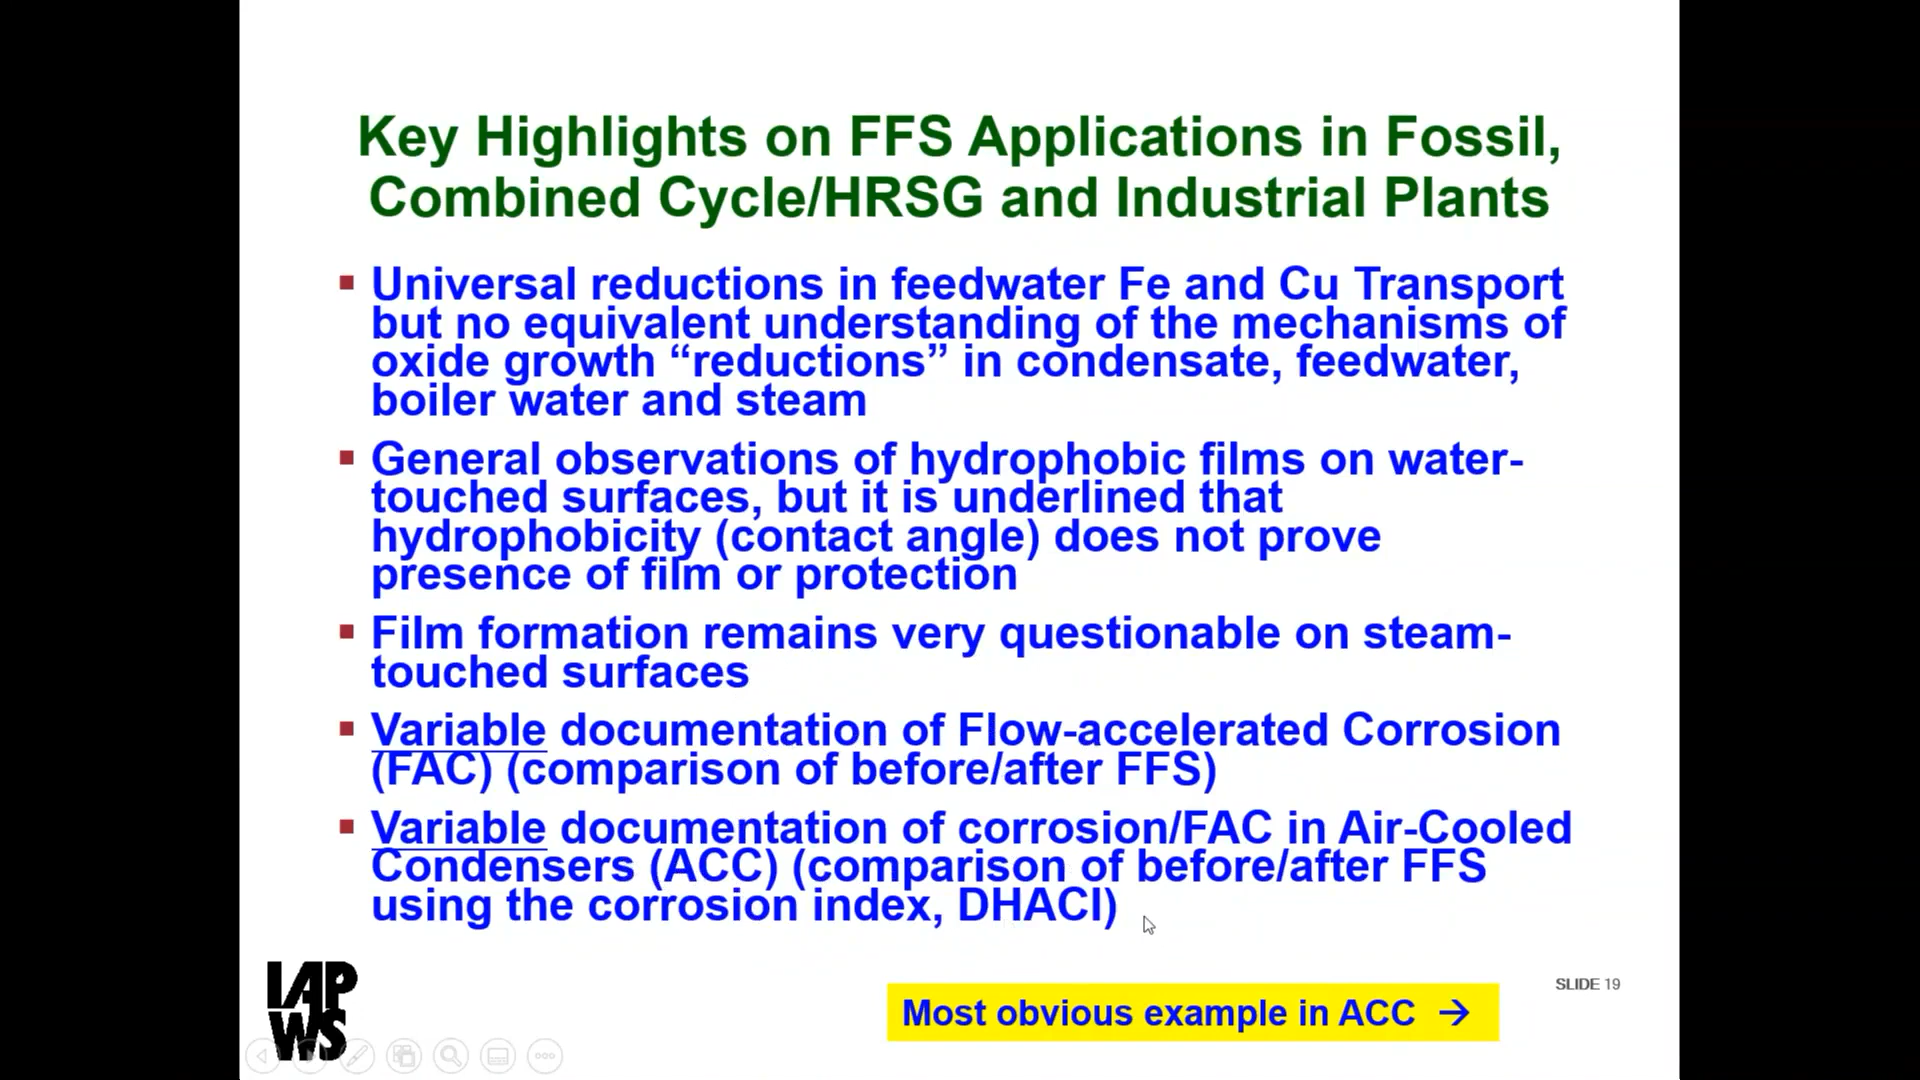 Key Highlights on FFS Applications in Fossil,
Combined Cycle/HRSG and Industrial Plants
▪ Universal reductions in feedwater Fe and Cu Transport
but no equivalent understanding of the mechanisms of
oxide growth “reductions” in condensate, feedwater,
boiler water and steam
▪ General observations of hydrophobic films on water-
touched surfaces, but it is underlined that
hydrophobicity (contact angle) does not prove
presence of film or protection
▪ Film formation remains very questionable on steam-
touched surfaces
▪ Variable documentation of Flow-accelerated Corrosion
(FAC) (comparison of before/after FFS)
▪ Variable documentation of corrosion/FAC in Air-Cooled
Condensers (ACC) (comparison of before/after FFS
using the corrosion index, DHACI)
IAP
WS
SLIDE 19
Most obvious example in ACC →